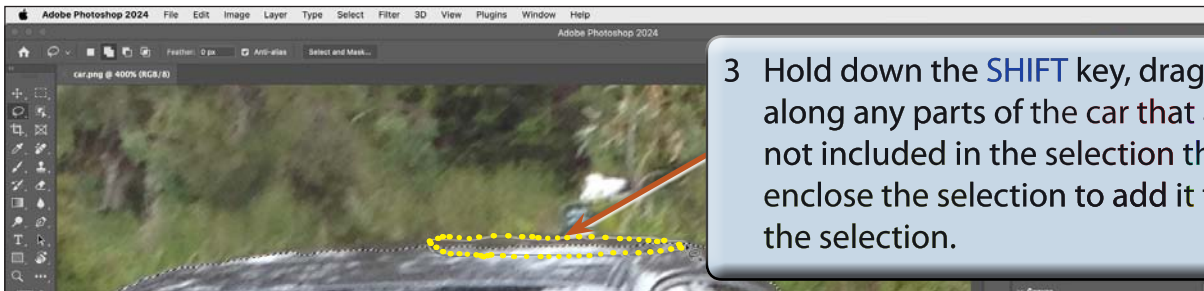 Adobe Photoshop 2024 File Edit Image Layer Type Select Filter 3D View Plugins Window Help
Adobe Photoshop 2024
Feather: 0 px Anti-alias Select and Mask...
car.png @ 400% (RGB/8)
3 Hold down the SHIFT key, drag
along any parts of the car that
not included in the selection
enclose the selection to add it
the selection.